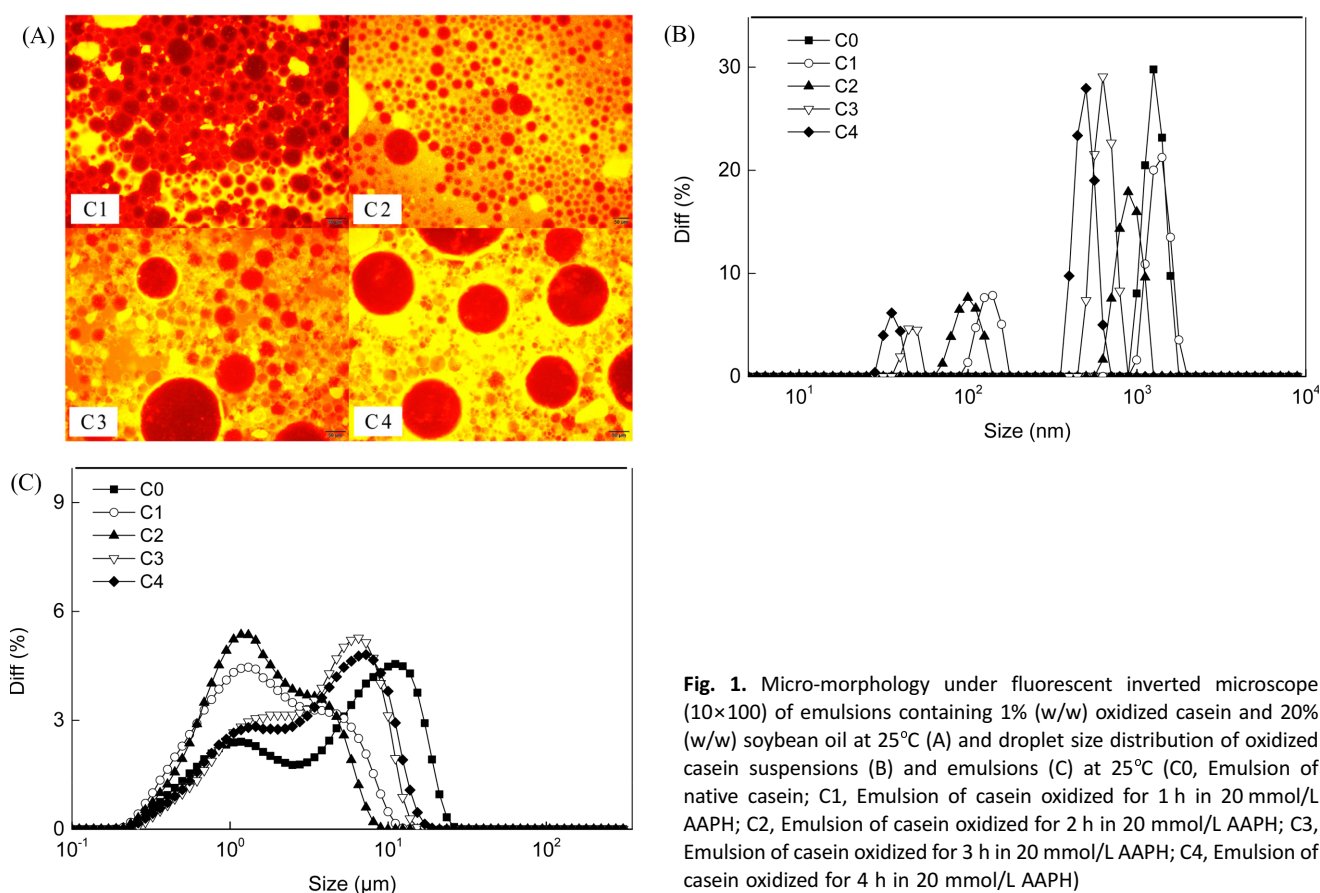 (A)
C1
C2
C3
C4
(B)
C0
C1
C2
C3
C4
30
20
10
0
Diff (%)
10¹
10²
10³
10⁴
Size (nm)
(C)
C0
C1
C2
C3
C4
9
6
3
0
Diff (%)
10⁻¹
10⁰
10¹
10²
Size (µm)
Fig. 1. Micro-morphology under fluorescent inverted microscope
(10×100) of emulsions containing 1% (w/w) oxidized casein and 20%
(w/w) soybean oil at 25°C (A) and droplet size distribution of oxidized
casein suspensions (B) and emulsions (C) at 25°C (C0, Emulsion of
native casein; C1, Emulsion of casein oxidized for 1 h in 20 mmol/L
AAPH; C2, Emulsion of casein oxidized for 2 h in 20 mmol/L AAPH; C3,
Emulsion of casein oxidized for 3 h in 20 mmol/L AAPH; C4, Emulsion of
casein oxidized for 4 h in 20 mmol/L AAPH)